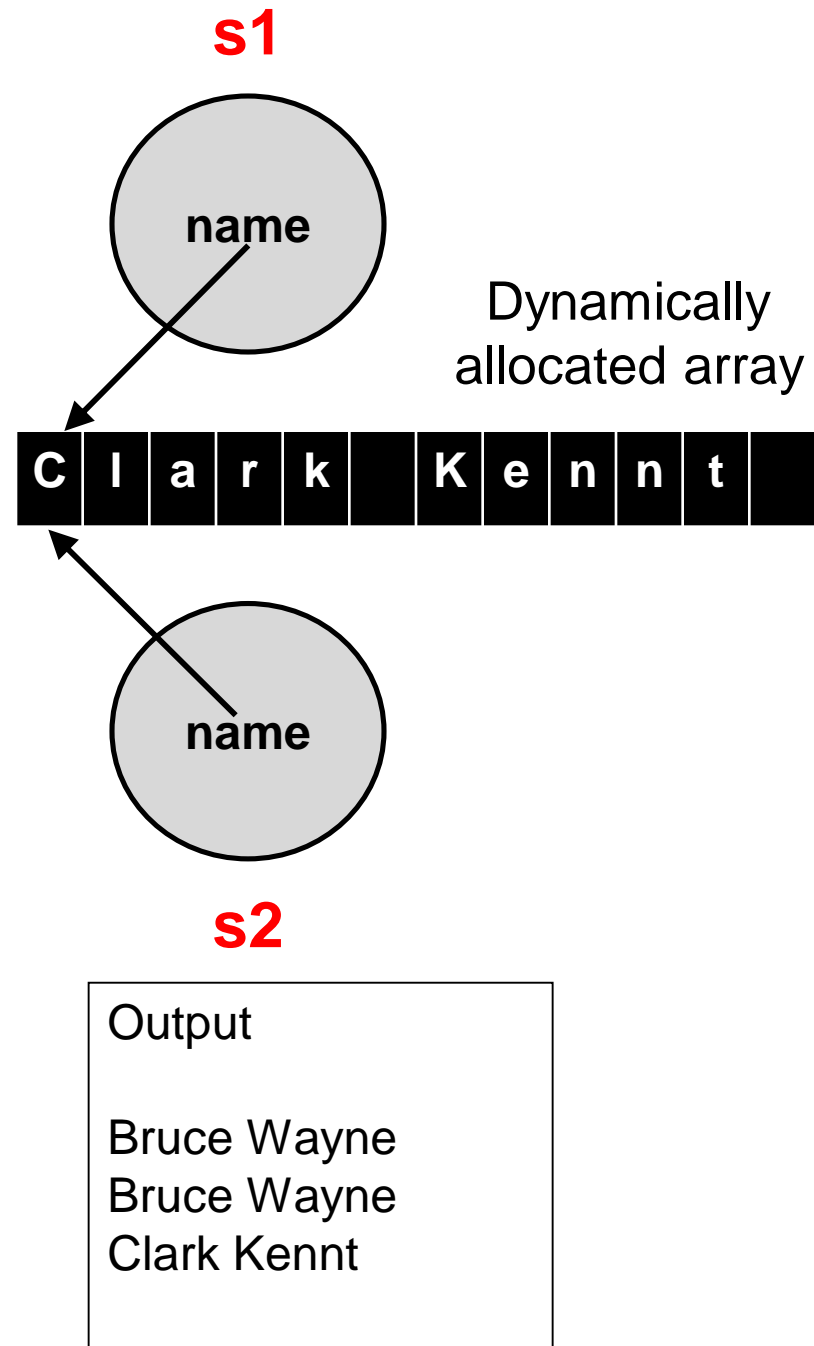 s1
name
Dynamically
allocated array
C l a r k K e n n t
name
s2
Output
Bruce Wayne
Bruce Wayne
Clark Kennt